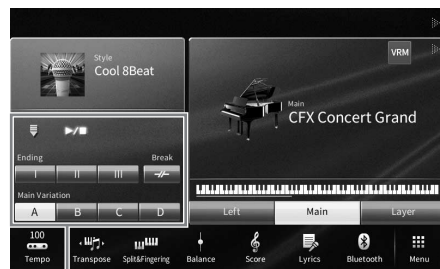 Style
Cool 8Beat
VRM
Main
CFX Concert Grand
Ending
Break
I II III
Main Variation
A B C D
Left Main Layer
100
Tempo Transpose Split&Fingering Balance Score Lyrics Bluetooth Menu